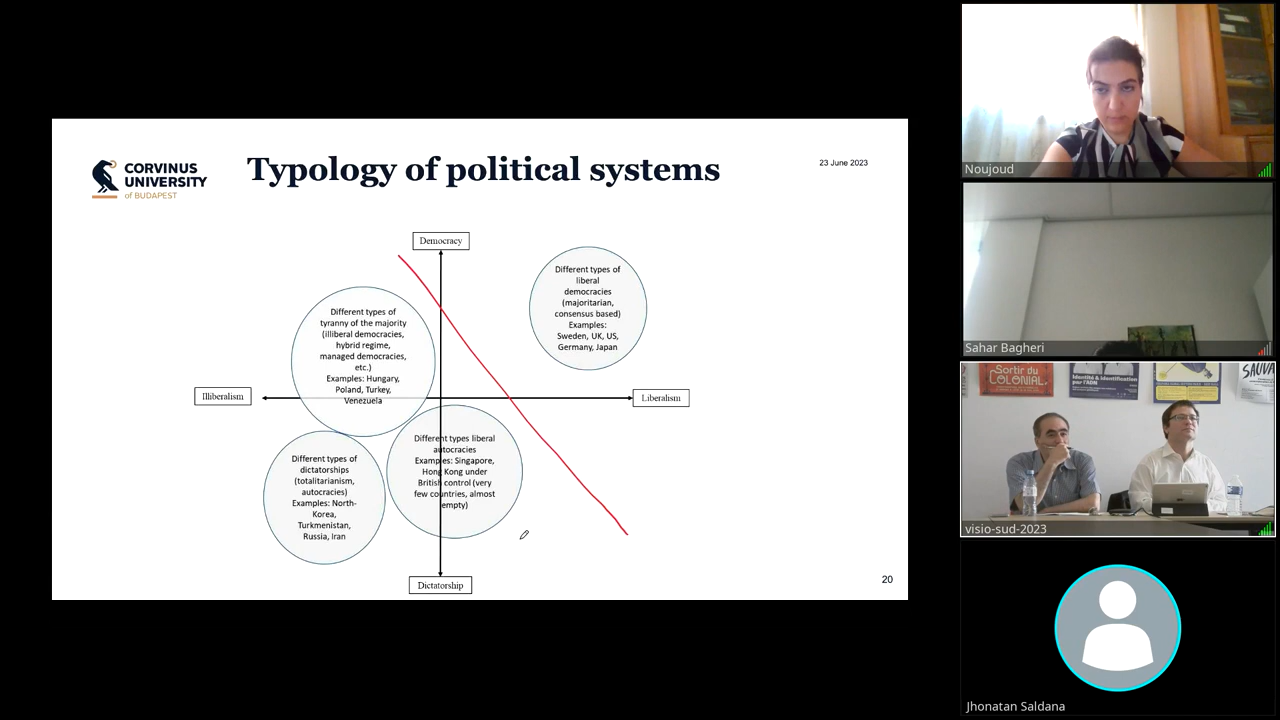 CORVINUS
UNIVERSITY
of BUDAPEST
Typology of political systems
23 June 2023
Democracy
Different types of
liberal
democracies
(majoritarian,
consensus based)
Examples:
Sweden, UK, US,
Germany, Japan
Different types of
tyranny of the majority
(illiberal democracies,
hybrid regime,
managed democracies,
etc.)
Examples: Hungary,
Poland, Turkey,
Venezuela
Illiberalism
Liberalism
Different types liberal
autocracies
Examples: Singapore,
Hong Kong under
British control (very
few countries, almost
empty)
Different types of
dictatorships
(totalitarianism,
autocracies)
Examples: North-
Korea,
Turkmenistan,
Russia, Iran
Dictatorship
20
Noujoud
Sahar Bagheri
Sortir du
COLONIAL
Identité & Identification
par l'ADN
SAUVA
visio-sud-2023
Jhonatan Saldana